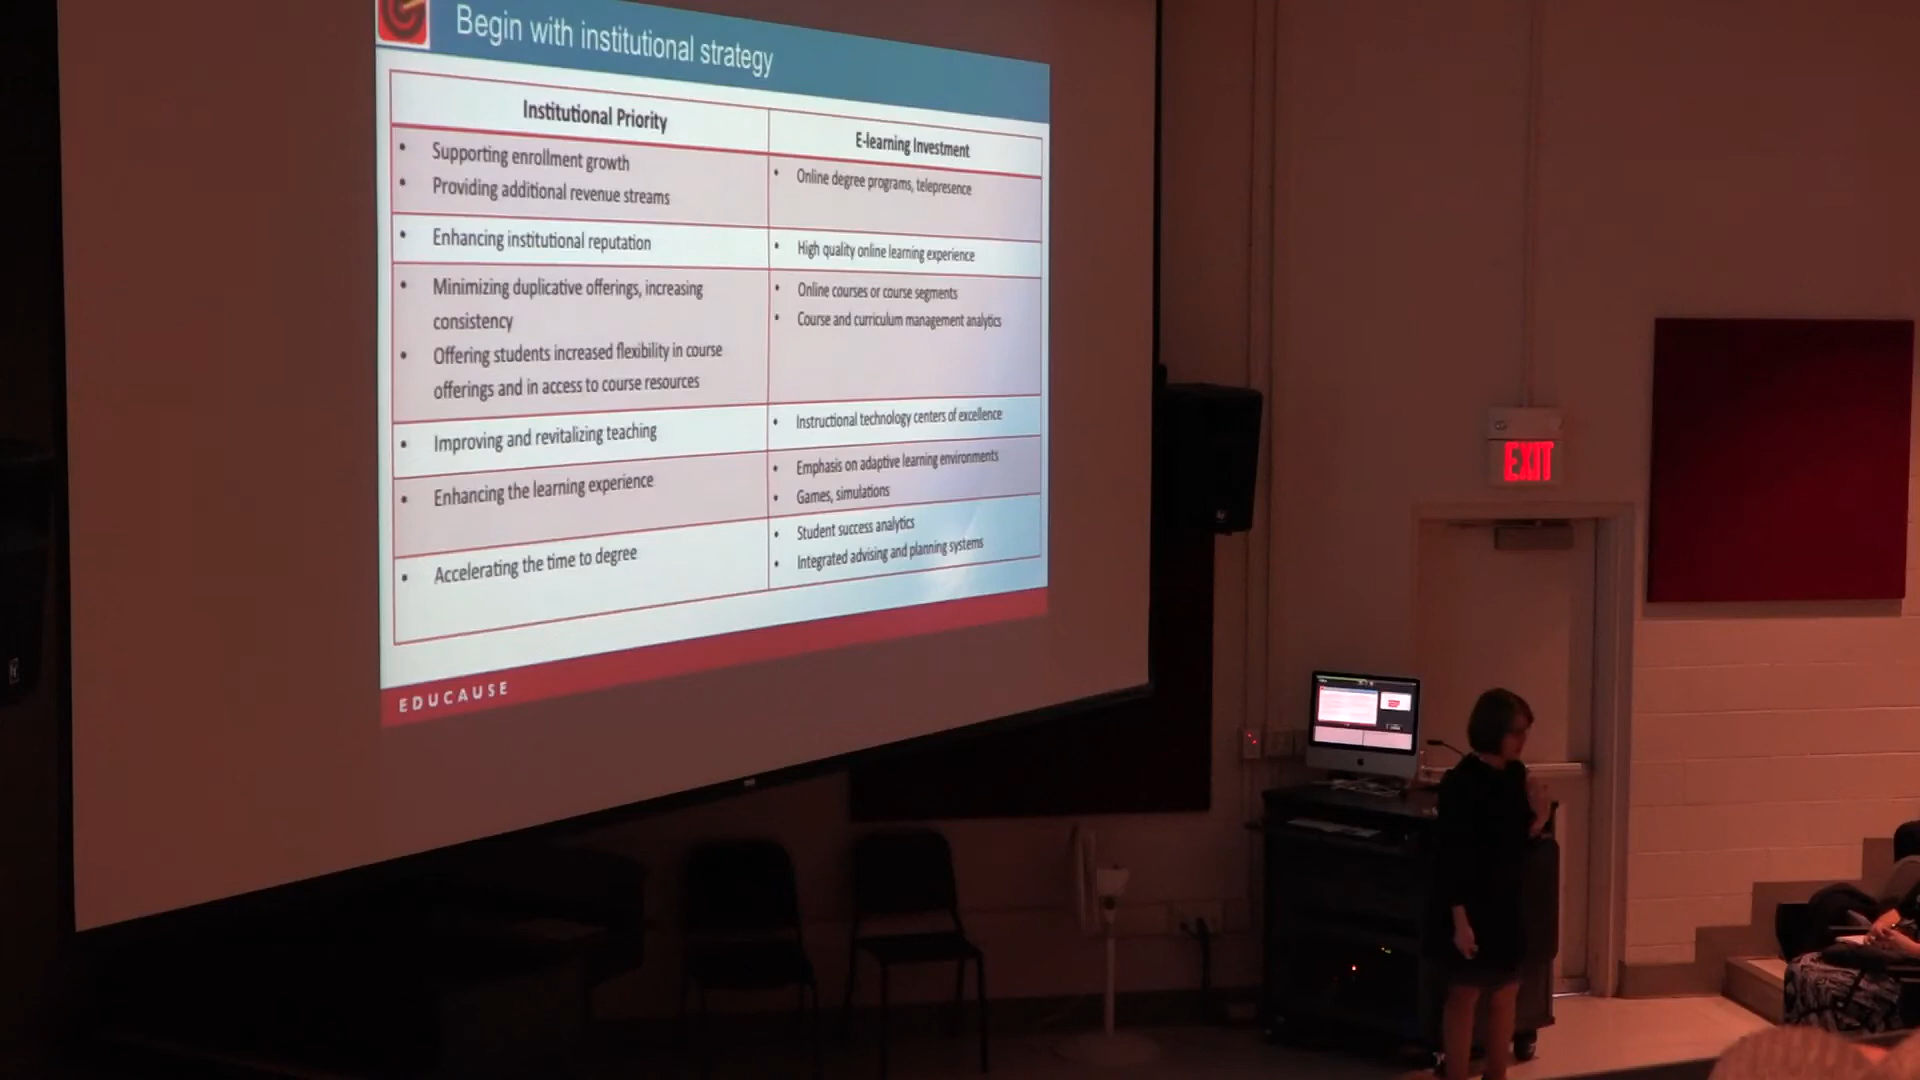 Begin with institutional strategy
Institutional Priority
E-learning Investment
• Supporting enrollment growth
• Providing additional revenue streams
• Online degree programs, telepresence
• Enhancing institutional reputation
• High quality online learning experience
• Minimizing duplicative offerings, increasing
consistency
• Offering students increased flexibility in course
offerings and in access to course resources
• Online courses or course segments
• Course and curriculum management analytics
• Improving and revitalizing teaching
• Instructional technology centers of excellence
• Enhancing the learning experience
• Emphasis on adaptive learning environments
• Games, simulations
• Accelerating the time to degree
• Student success analytics
• Integrated advising and planning systems
EDUCAUSE
EXIT